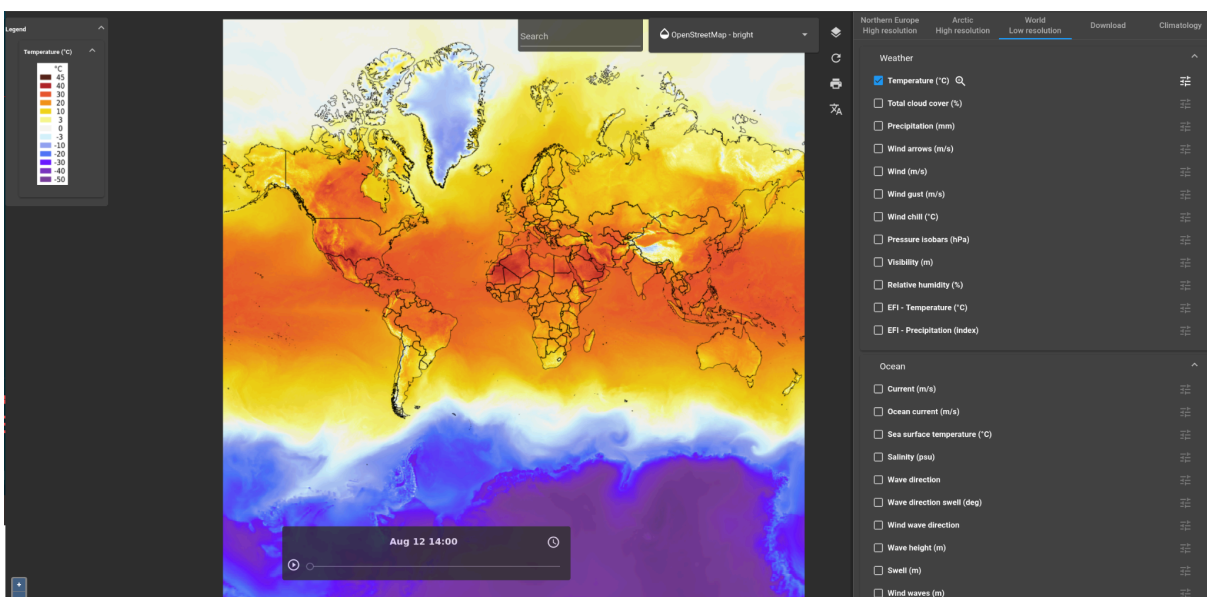 Legend
Temperature (°C)
°C
45
40
30
20
10
3
0
-3
-10
-20
-30
-40
-50
Search
OpenStreetMap - bright
Aug 12 14:00
+
Northern Europe
High resolution
Arctic
High resolution
World
Low resolution
Download
Climatology
Weather
Temperature (°C)
Total cloud cover (%)
Precipitation (mm)
Wind arrows (m/s)
Wind (m/s)
Wind gust (m/s)
Wind chill (°C)
Pressure isobars (hPa)
Visibility (m)
Relative humidity (%)
EFI - Temperature (°C)
EFI - Precipitation (index)
Ocean
Current (m/s)
Ocean current (m/s)
Sea surface temperature (°C)
Salinity (psu)
Wave direction
Wave direction swell (deg)
Wind wave direction
Wave height (m)
Swell (m)
Wind waves (m)